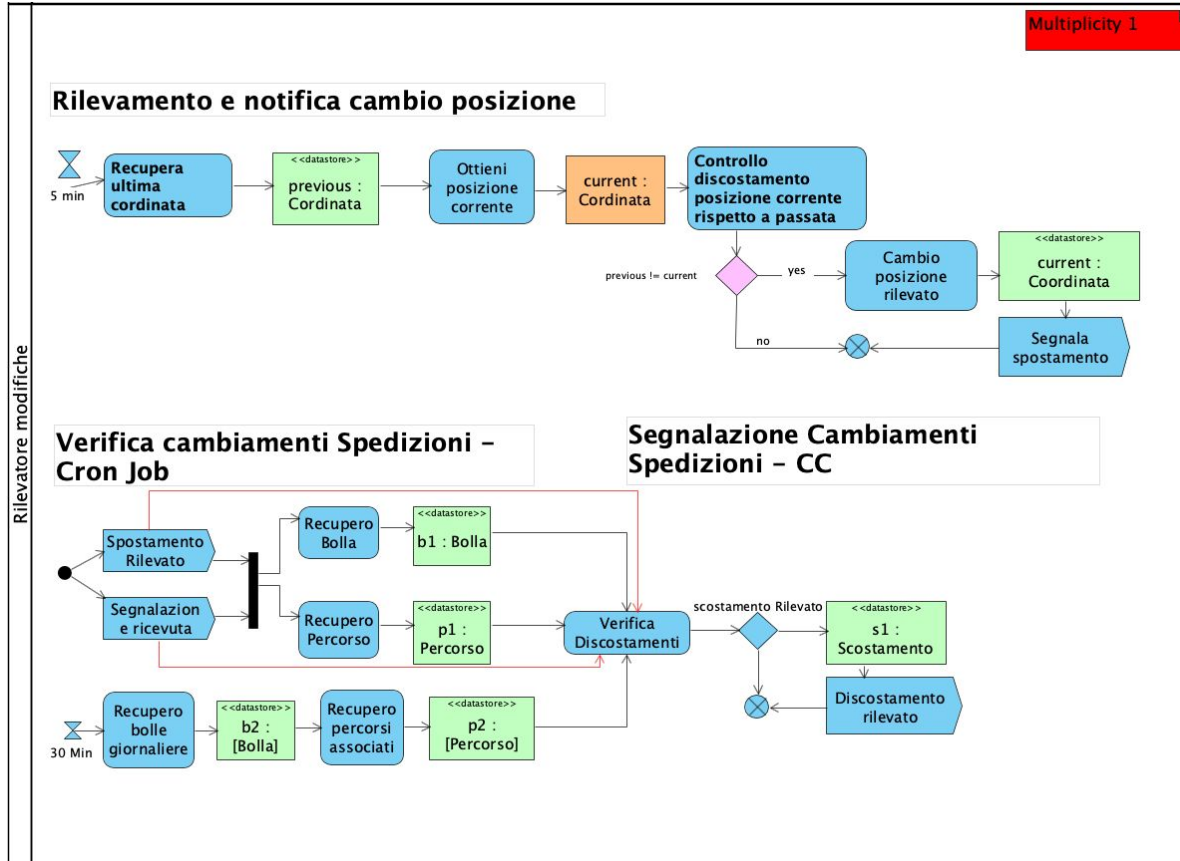 Multiplicity 1
Rilevamento e notifica cambio posizione
5 min
Recupera
ultima
cordinata
<<datastore>>
previous :
Cordinata
Ottieni
posizione
corrente
current :
Cordinata
Controllo
discostamento
posizione corrente
rispetto a passata
previous != current
yes
no
Cambio
posizione
rilevato
<<datastore>>
current :
Coordinata
Segnala
spostamento
Rilevatore modifiche
Verifica cambiamenti Spedizioni –
Cron Job
Segnalazione Cambiamenti
Spedizioni – CC
Spostamento
Rilevato
Segnalazion
e ricevuta
Recupero
Bolla
<<datastore>>
b1 : Bolla
Recupero
Percorso
<<datastore>>
p1 :
Percorso
Verifica
Discostamenti
scostamento Rilevato
<<datastore>>
s1 :
Scostamento
Discostamento
rilevato
30 Min
Recupero
bolle
giornaliere
<<datastore>>
b2 :
[Bolla]
Recupero
percorsi
associati
<<datastore>>
p2 :
[Percorso]